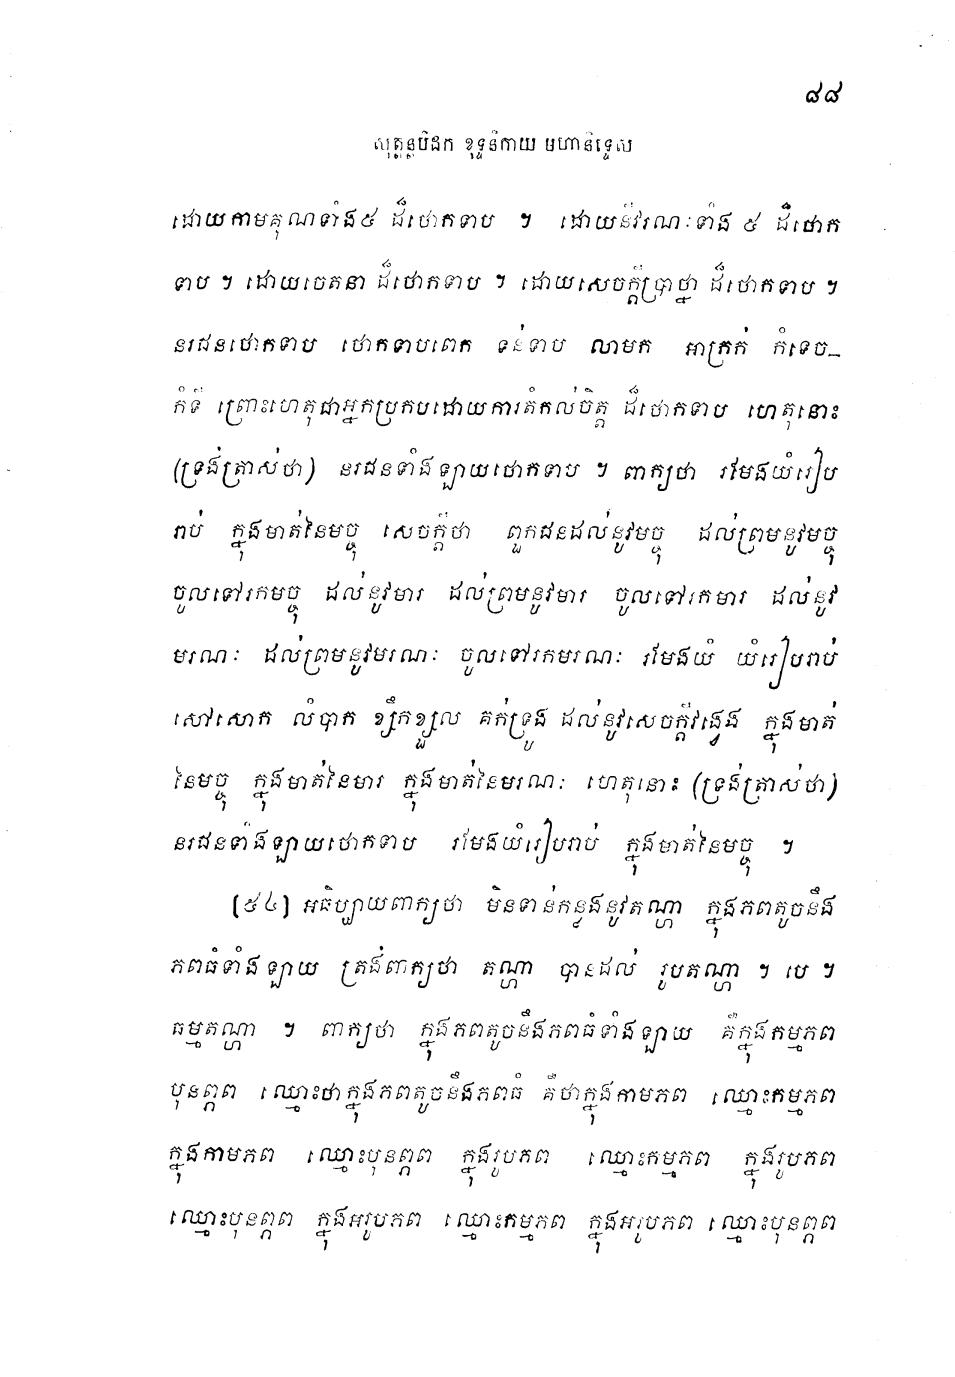 ៨៨
សុត្តន្តបិដក ខុទ្ទនិកាយ មហានិទ្ទេស
ដោយកាមគុណទាំង៥ ដ៏ថោកទាប ។ ដោយនីវរណៈទាំង ៥ ដ៏ថោក
ទាប ។ ដោយចេតនា ដ៏ថោកទាប ។ ដោយសេចក្តីប្រាថ្នា ដ៏ថោកទាប ។
នរជនថោកទាប ថោកទាបពេក ទន់ទាប លាមក អាក្រក់ កំទេច_
កំទី ព្រោះហេតុជាអ្នកប្រកបដោយការតំកល់ចិត្ត ដ៏ថោកទាប ហេតុនោះ
(ទ្រង់ត្រាស់ថា) នរជនទាំងឡាយថោកទាប ។ ពាក្យថា រមែងយំរៀប
រាប់ ក្នុងមាត់នៃមច្ចុ សេចក្តីថា ពួកជនដល់នូវមច្ចុ ដល់ព្រមនូវមច្ចុ
ចូលទៅរកមច្ចុ ដល់នូវមារ ដល់ព្រមនូវមារ ចូលទៅរកមារ ដល់នូវ
មរណៈ ដល់ព្រមនូវមរណៈ ចូលទៅរកមរណៈ រមែងយំ យំរៀបរាប់
សៅសោក លំបាក ខ្សឹកខ្សួល គក់ទ្រូង ដល់នូវសេចក្តីវង្វេង ក្នុងមាត់
នៃមច្ចុ ក្នុងមាត់នៃមារ ក្នុងមាត់នៃមរណៈ ហេតុនោះ (ទ្រង់ត្រាស់ថា)
នរជនទាំងឡាយថោកទាប រមែងយំរៀបរាប់ ក្នុងមាត់នៃមច្ចុ ។
(៥៤) អធិប្បាយពាក្យថា មិនទាន់កន្លងនូវតណ្ហា ក្នុងភពតូចនឹង
ភពធំទាំងឡាយ ត្រង់ពាក្យថា តណ្ហា បានដល់ រូបតណ្ហា ។ បេ ។
ធម្មតណ្ហា ។ ពាក្យថា ក្នុងភពតូចនឹងភពធំទាំងឡាយ គឺក្នុងកម្មភព
បុនព្ភព ឈ្មោះថាក្នុងភពតូចនឹងភពធំ គឺថាក្នុងកាមភព ឈ្មោះកម្មភព
ក្នុងកាមភព ឈ្មោះបុនព្ភព ក្នុងរូបភព ឈ្មោះកម្មភព ក្នុងរូបភព
ឈ្មោះបុនព្ភព ក្នុងអរូបភព ឈ្មោះកម្មភព ក្នុងអរូបភព ឈ្មោះបុនព្ភព